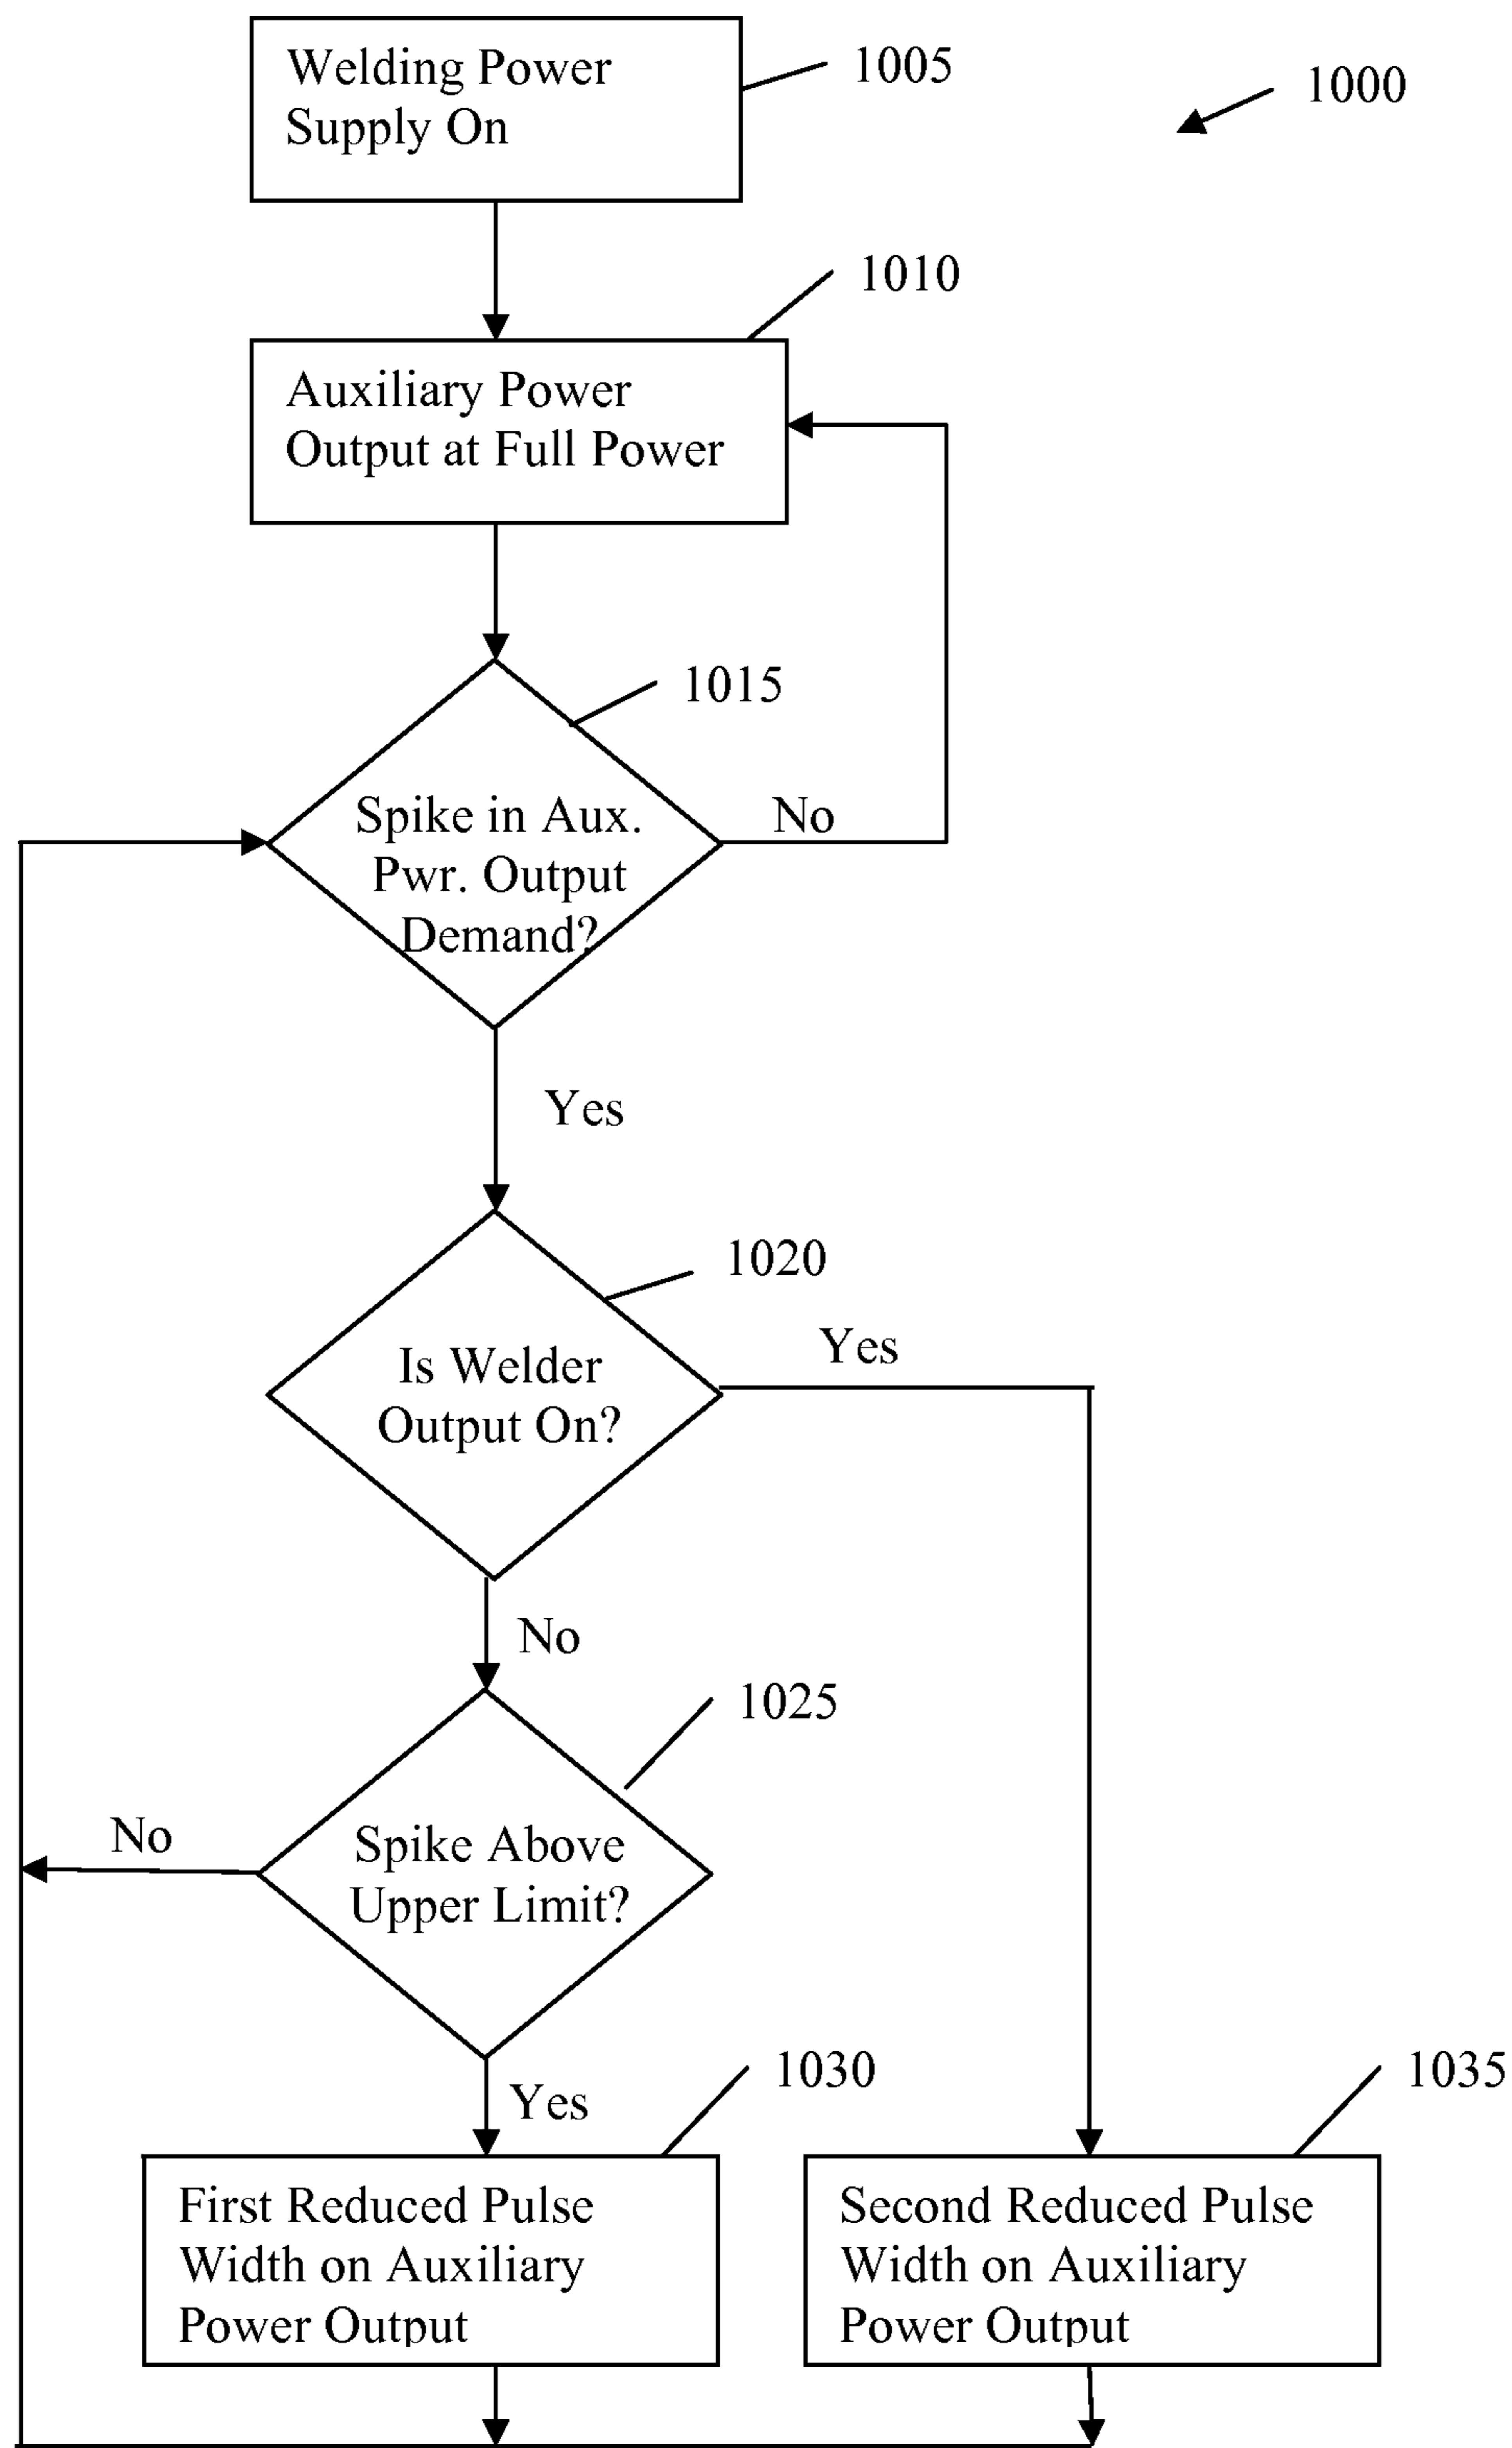 Welding Power
Supply On
1005
1000
1010
Auxiliary Power
Output at Full Power
1015
Spike in Aux.
Pwr. Output
Demand?
No
Yes
1020
Is Welder
Output On?
Yes
No
1025
Spike Above
Upper Limit?
No
Yes
1030
1035
First Reduced Pulse
Width on Auxiliary
Power Output
Second Reduced Pulse
Width on Auxiliary
Power Output